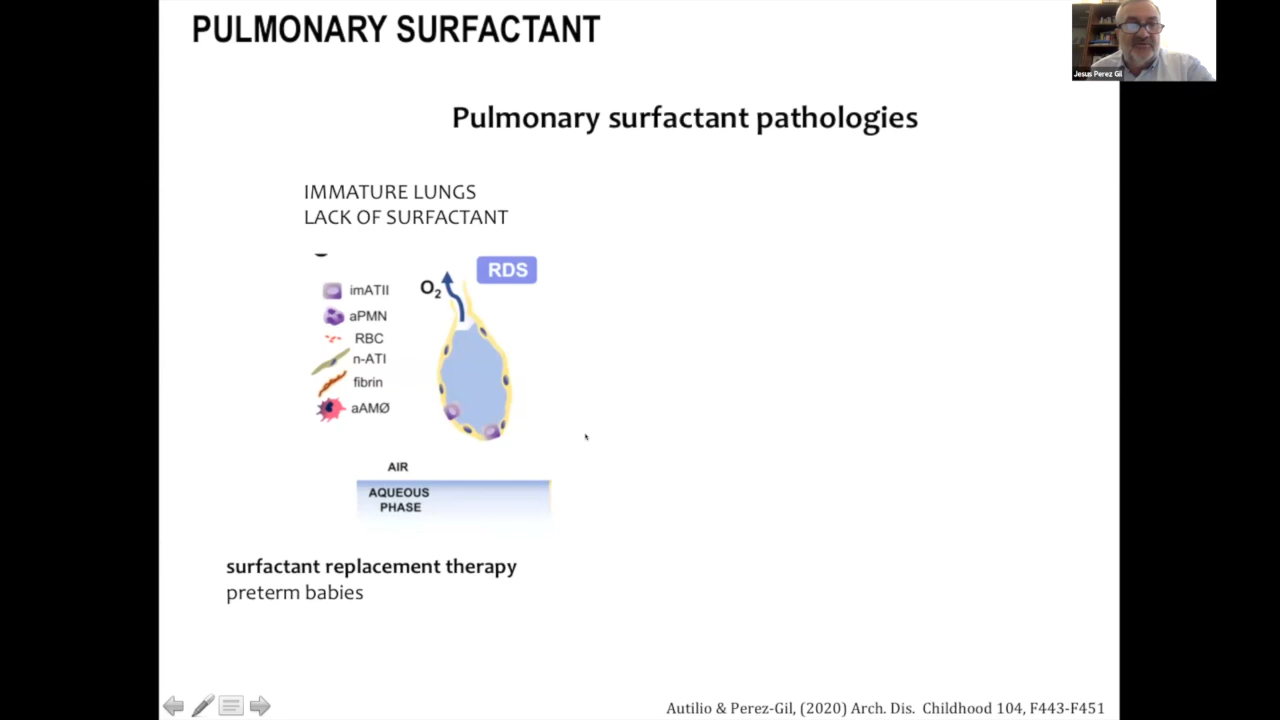 PULMONARY SURFACTANT
Jesus Perez Gil
Pulmonary surfactant pathologies
IMMATURE LUNGS
LACK OF SURFACTANT
RDS
O2
imATII
aPMN
RBC
n-ATI
fibrin
aAMØ
AIR
AQUEOUS
PHASE
surfactant replacement therapy
preterm babies
Autilio & Perez-Gil, (2020) Arch. Dis. Childhood 104, F443-F451